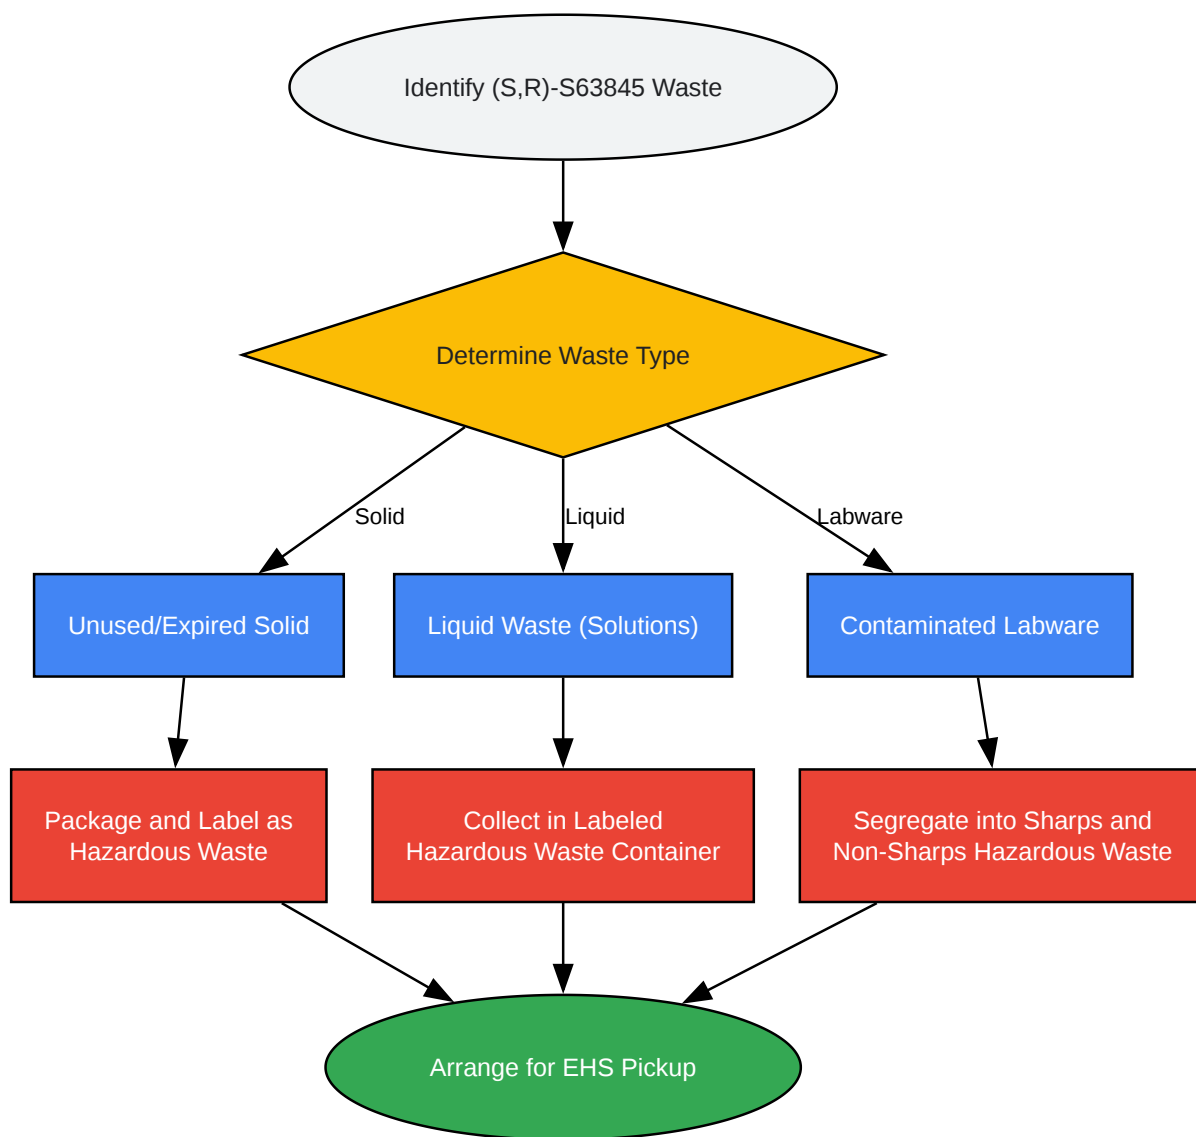 Identify (S,R)-S63845 Waste
Determine Waste Type
Solid
Liquid
Labware
Unused/Expired Solid
Liquid Waste (Solutions)
Contaminated Labware
Package and Label as
Hazardous Waste
Collect in Labeled
Hazardous Waste Container
Segregate into Sharps and
Non-Sharps Hazardous Waste
Arrange for EHS Pickup